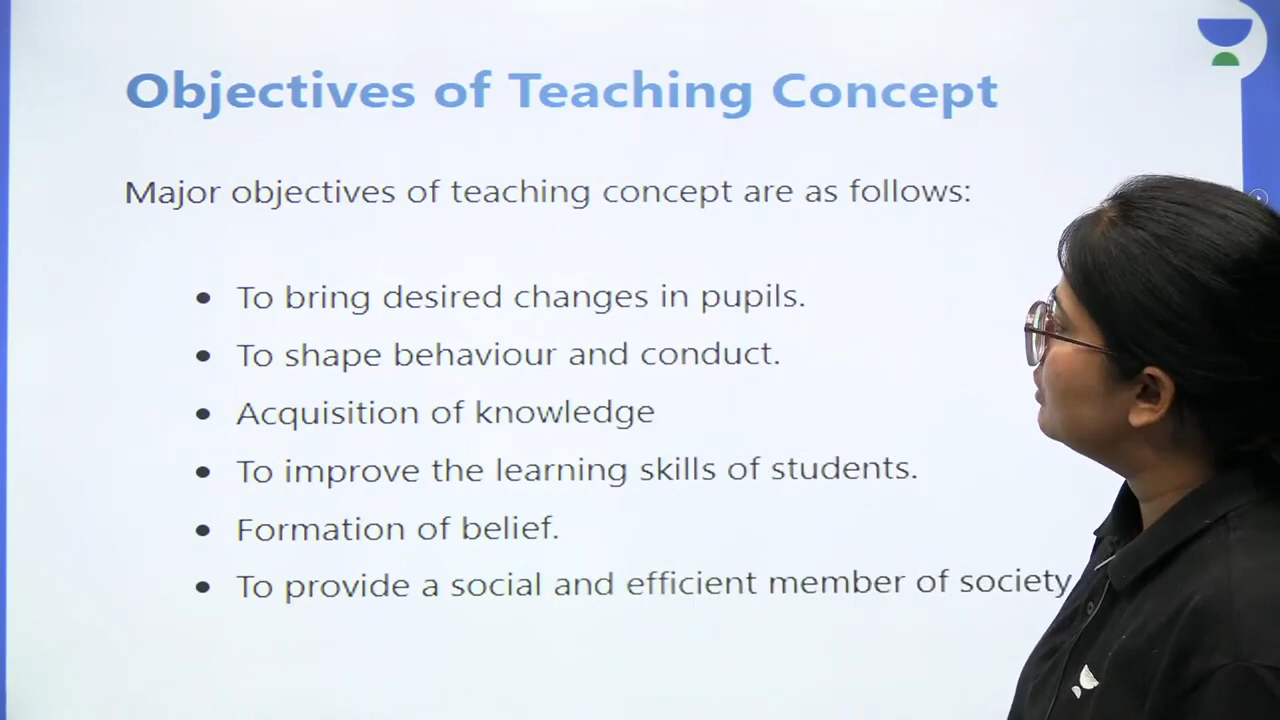 Objectives of Teaching Concept
Major objectives of teaching concept are as follows:
• To bring desired changes in pupils.
• To shape behaviour and conduct.
• Acquisition of knowledge
• To improve the learning skills of students.
• Formation of belief.
• To provide a social and efficient member of society